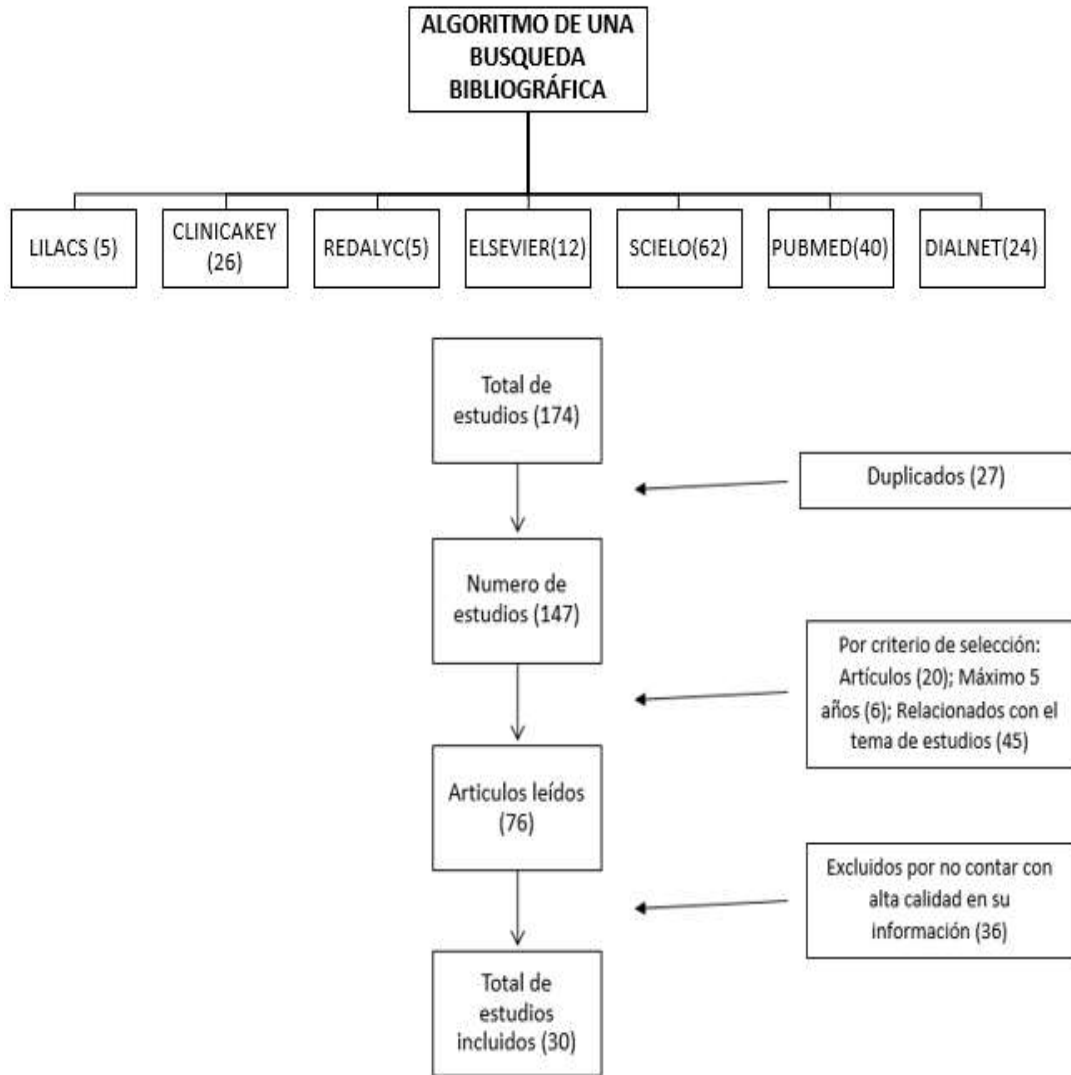 ALGORITMO DE UNA
BUSQUEDA
BIBLIOGRÁFICA
LILACS (5)
CLINICAKEY
(26)
REDALYC(5)
ELSEVIER(12)
SCIELO(62)
PUBMED(40)
DIALNET(24)
Total de
estudios (174)
Duplicados (27)
Numero de
estudios (147)
Por criterio de selección:
Artículos (20); Máximo 5
años (6); Relacionados con el
tema de estudios (45)
Articulos leídos
(76)
Excluidos por no contar con
alta calidad en su
información (36)
Total de
estudios
incluidos (30)